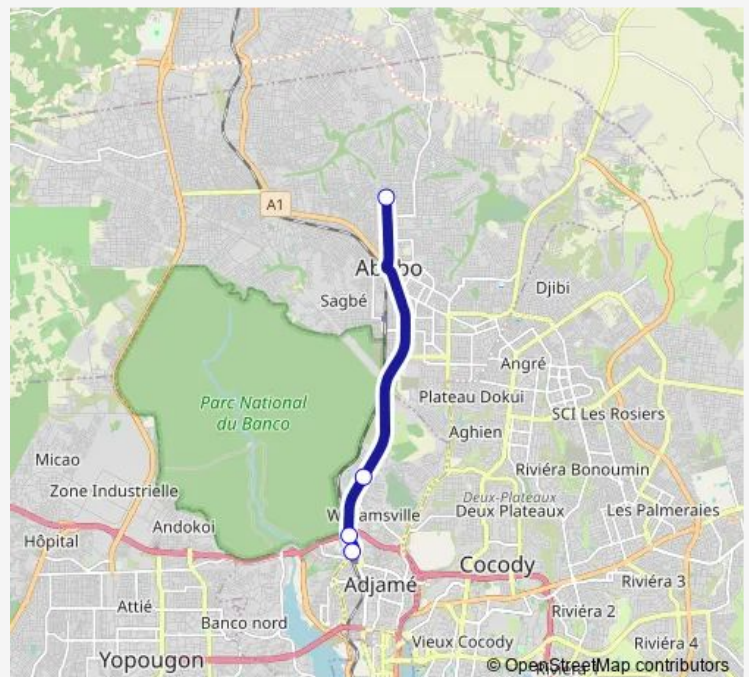 A1
Abobo
Sagbé
Djibi
Angré
Parc National
du Banco
Plateau Dokui
SCI Les Rosiers
Aghien
Micao
Riviéra Bonoumin
Zone Industrielle
Deux-Plateaux
Deux Plateaux
Les Palmeraies
Andokoi
Hôpital
Cocody
Adjamé
Riviéra 3
Attié
Riviéra 2
Banco nord
Vieux Cocody
Riviéra 4
Yopougon
© OpenStreetMap contributors